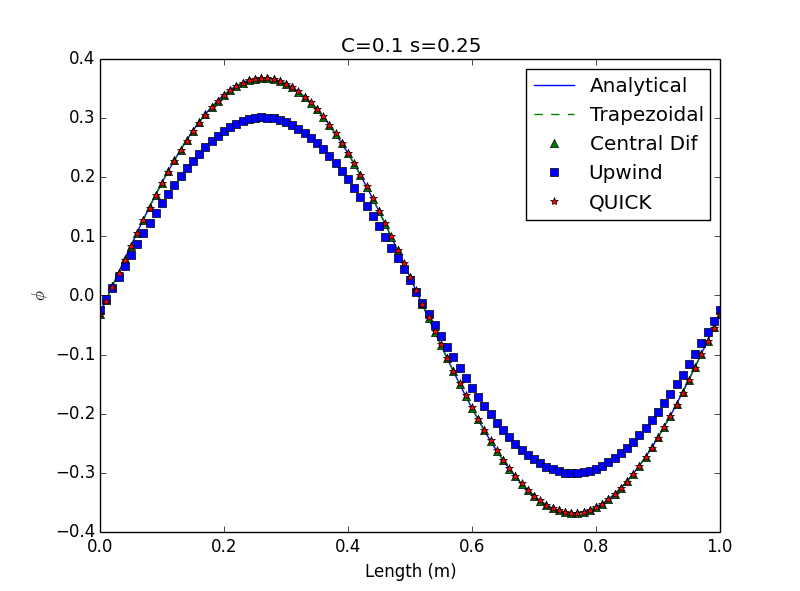 C=0.1 s=0.25
0.4
0.3
0.2
0.1
0.0
−0.1
−0.2
−0.3
−0.4
ϕ
Analytical
Trapezoidal
Central Dif
Upwind
QUICK
0.0 0.2 0.4 0.6 0.8 1.0
Length (m)